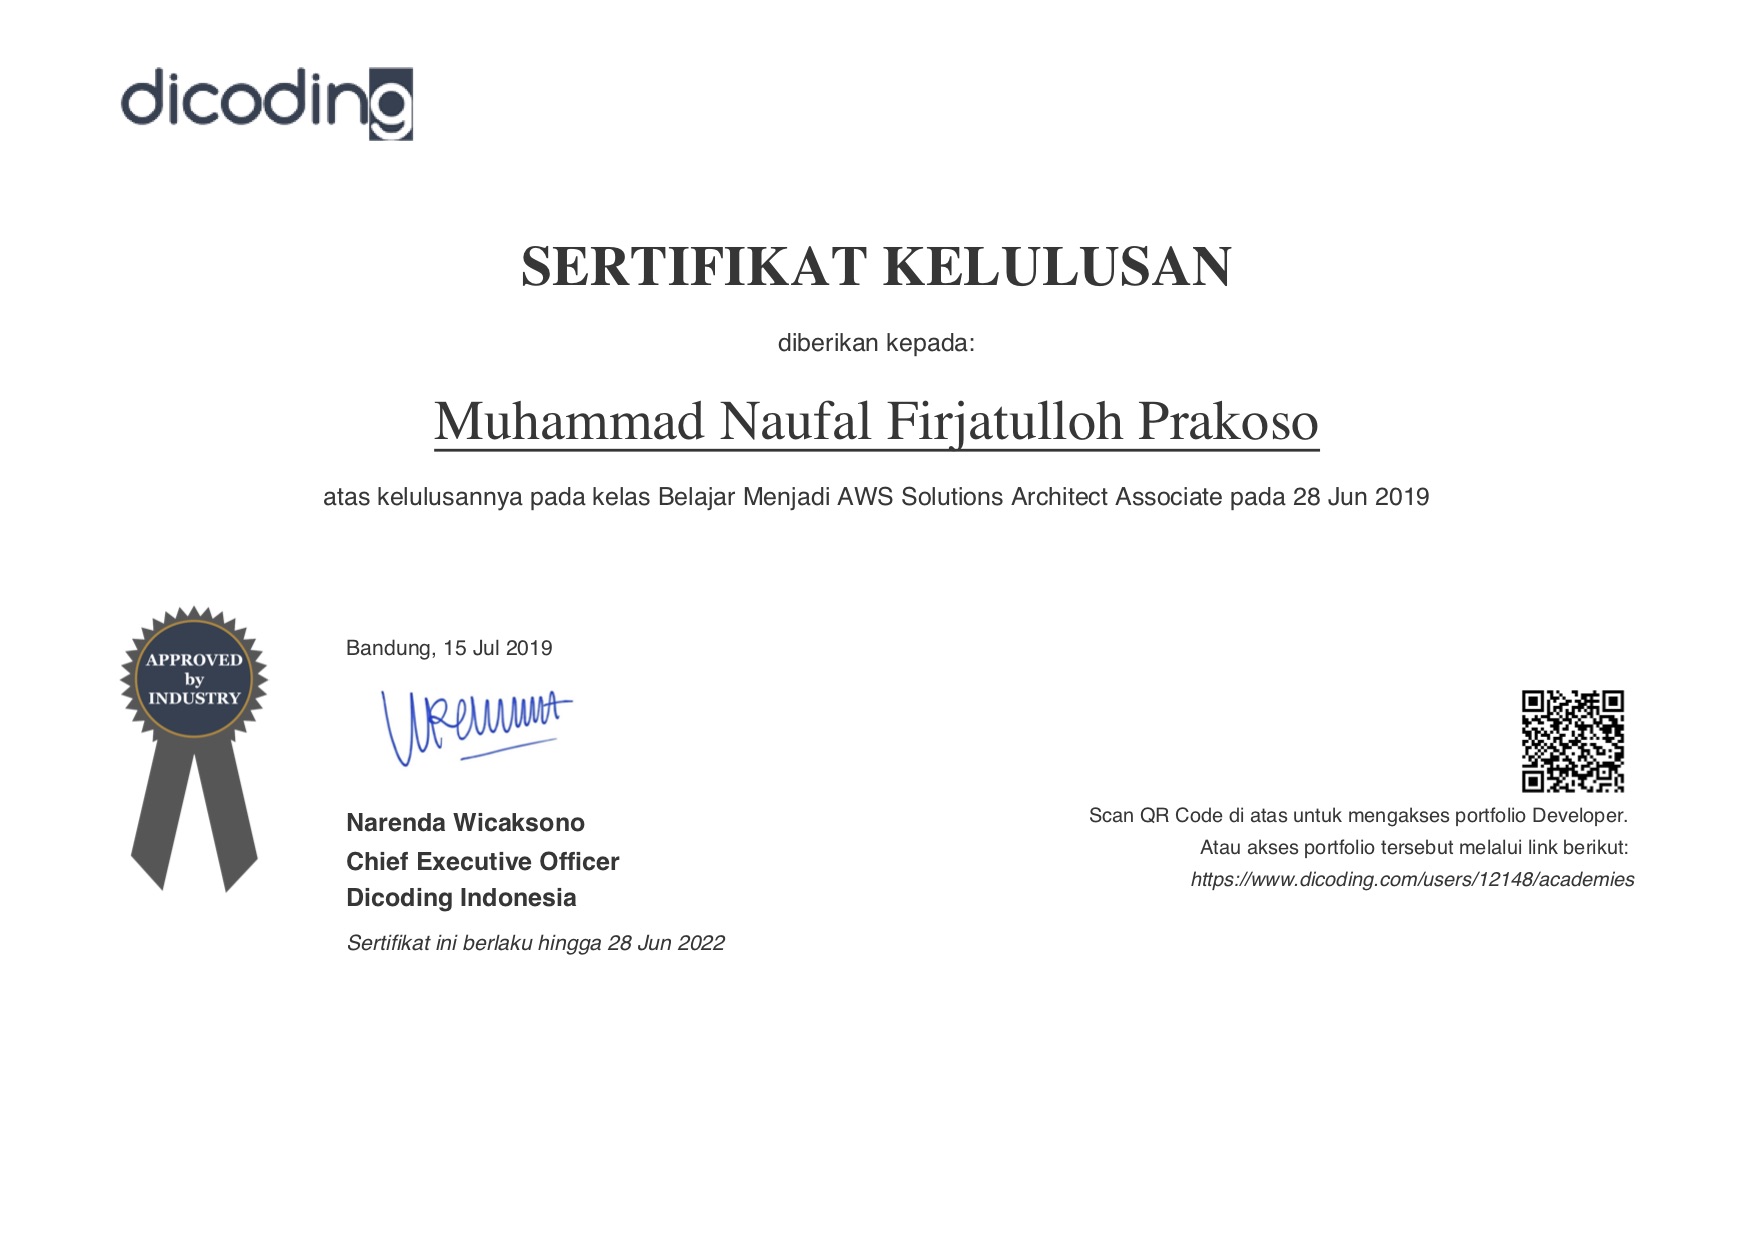 dicoding
SERTIFIKAT KELULUSAN
diberikan kepada:
Muhammad Naufal Firjatulloh Prakoso
atas kelulusannya pada kelas Belajar Menjadi AWS Solutions Architect Associate pada 28 Jun 2019
APPROVED
by
INDUSTRY
Bandung, 15 Jul 2019
Narenda Wicaksono
Chief Executive Officer
Dicoding Indonesia
Sertifikat ini berlaku hingga 28 Jun 2022
Scan QR Code di atas untuk mengakses portfolio Developer.
Atau akses portfolio tersebut melalui link berikut:
https://www.dicoding.com/users/12148/academies